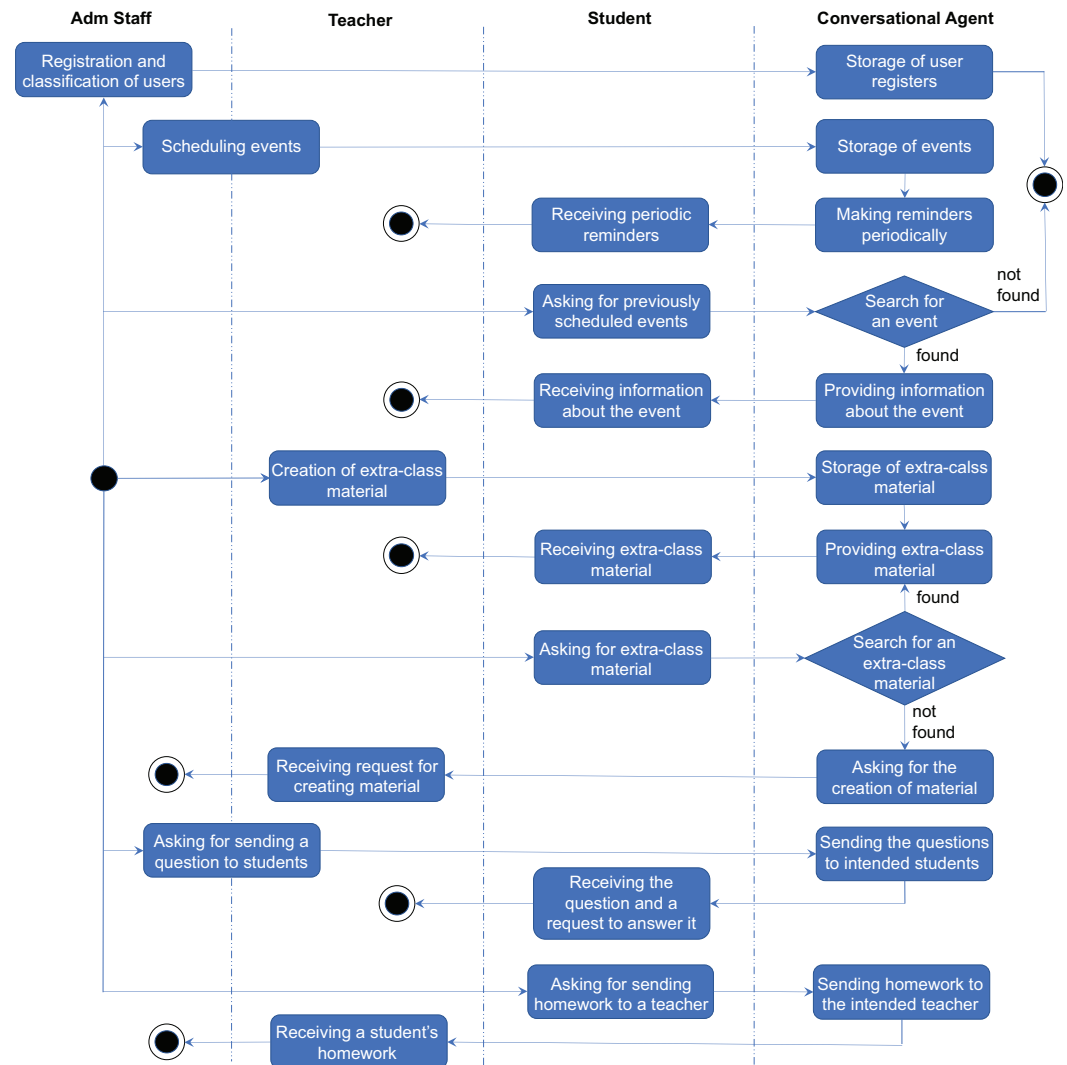 Adm Staff
Teacher
Student
Conversational Agent
Registration and
classification of users
Storage of user
registers
Scheduling events
Storage of events
Receiving periodic
reminders
Making reminders
periodically
not
found
Asking for previously
scheduled events
Search for
an event
found
Receiving information
about the event
Providing information
about the event
Creation of extra-class
material
Storage of extra-calss
material
Receiving extra-class
material
Providing extra-class
material
found
Asking for extra-class
material
Search for an
extra-class
material
not
found
Receiving request for
creating material
Asking for the
creation of material
Asking for sending a
question to students
Sending the questions
to intended students
Receiving the
question and a
request to answer it
Asking for sending
homework to a teacher
Sending homework to
the intended teacher
Receiving a student’s
homework